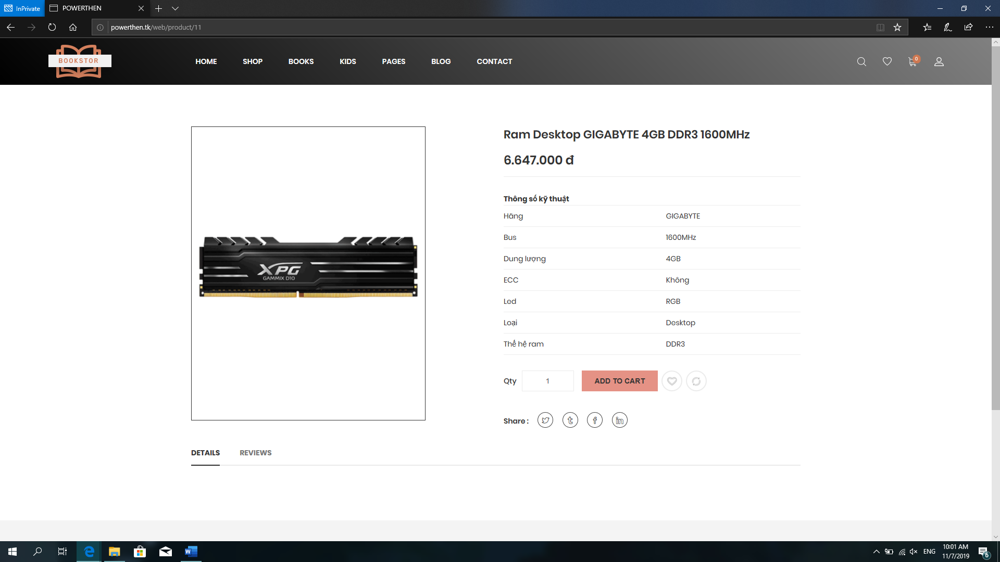 InPrivate
POWERTHEN
powerthen.tk/web/product/11
BOOKSTOR
HOME
SHOP
BOOKS
KIDS
PAGES
BLOG
CONTACT
0
Ram Desktop GIGABYTE 4GB DDR3 1600MHz
6.647.000 đ
Thông số kỹ thuật
Hãng GIGABYTE
Bus 1600MHz
Dung lượng 4GB
ECC Không
Led RGB
Loại Desktop
Thế hệ ram DDR3
XPG
GAMMIX D10
Qty 1 ADD TO CART
Share :
DETAILS
REVIEWS
ENG
10:01 AM
11/7/2019
6